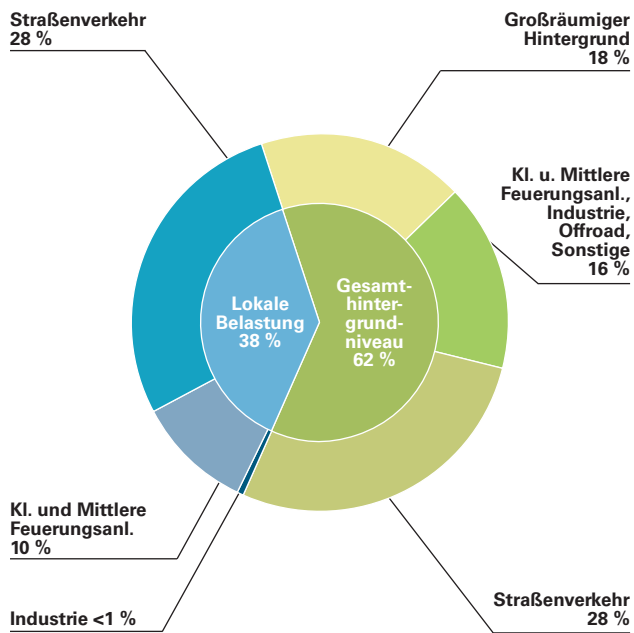 Straßenverkehr
28 %
Großräumiger
Hintergrund
18 %
Kl. u. Mittlere
Feuerungsanl.,
Industrie,
Offroad,
Sonstige
16 %
Lokale
Belastung
38 %
Gesamt-
hinter-
grund-
niveau
62 %
Kl. und Mittlere
Feuerungsanl.
10 %
Industrie <1 %
Straßenverkehr
28 %